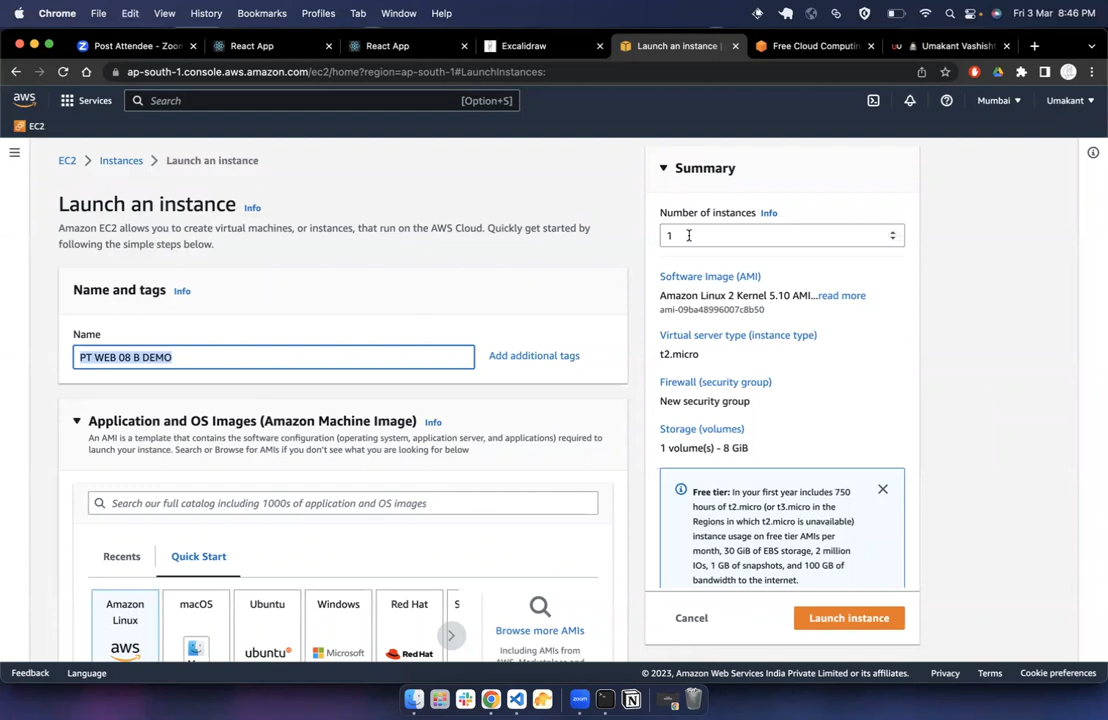 Chrome File Edit View History Bookmarks Profiles Tab Window Help
Fri 3 Mar 8:46 PM
Post Attendee - Zoom
React App
React App
Excalidraw
Launch an instance
Free Cloud Computin
Umakant Vashisht
ap-south-1.console.aws.amazon.com/ec2/home?region=ap-south-1#LaunchInstances:
aws
Services
Search
[Option+S]
Mumbai
Umakant
EC2
EC2 > Instances > Launch an instance
Launch an instance Info
Amazon EC2 allows you to create virtual machines, or instances, that run on the AWS Cloud. Quickly get started by
following the simple steps below.
Name and tags Info
Name
PT WEB 08 B DEMO
Add additional tags
Application and OS Images (Amazon Machine Image) Info
An AMI is a template that contains the software configuration (operating system, application server, and applications) required to
launch your instance. Search or Browse for AMIs if you don't see what you are looking for below
Search our full catalog including 1000s of application and OS images
Recents
Quick Start
Amazon
Linux
aws
macOS
Ubuntu
ubuntu
Windows
Microsoft
Red Hat
Red Hat
S
Browse more AMIs
Including AMIs from
Summary
Number of instances Info
1
Software Image (AMI)
Amazon Linux 2 Kernel 5.10 AMI...read more
ami-09ba48996007c8b50
Virtual server type (instance type)
t2.micro
Firewall (security group)
New security group
Storage (volumes)
1 volume(s) - 8 GiB
Free tier: In your first year includes 750
hours of t2.micro (or t3.micro in the
Regions in which t2.micro is unavailable)
instance usage on free tier AMIs per
month, 30 GiB of EBS storage, 2 million
IOs, 1 GB of snapshots, and 100 GB of
bandwidth to the internet.
Cancel
Launch instance
Feedback
Language
© 2023, Amazon Web Services India Private Limited or its affiliates.
Privacy
Terms
Cookie preferences